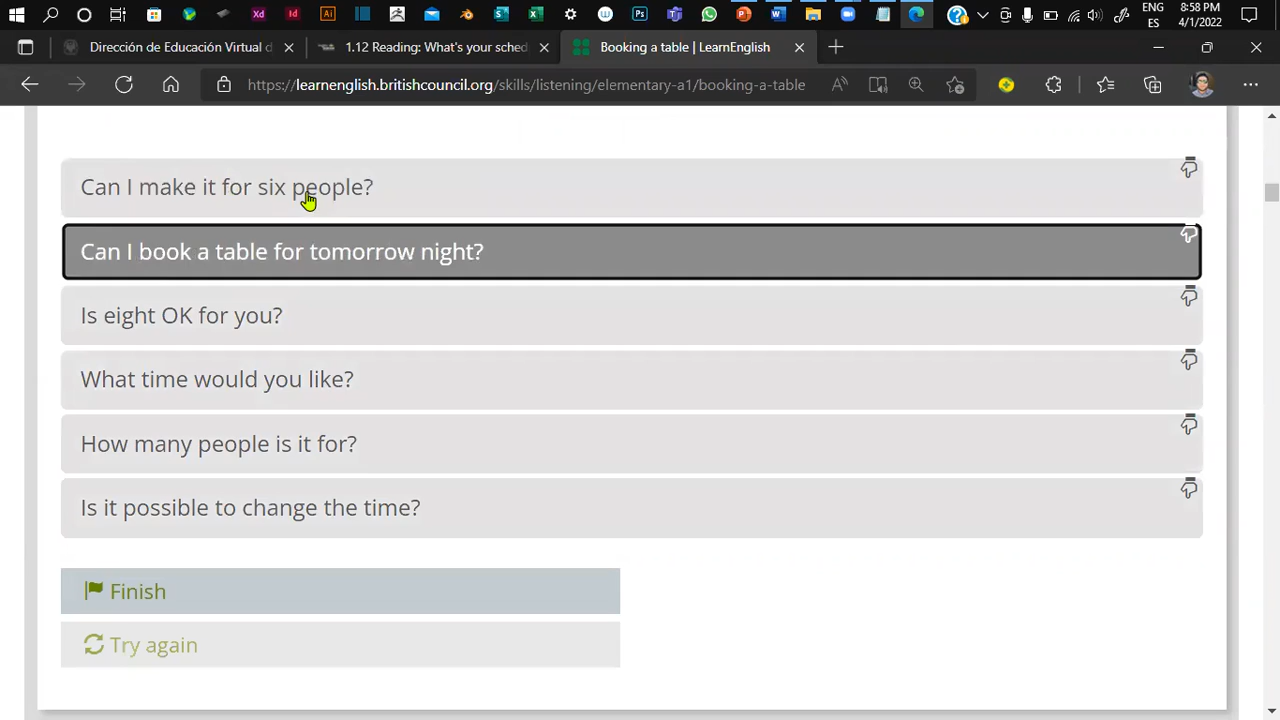 ENG
ES
8:58 PM
4/1/2022
Dirección de Educación Virtual d
1.12 Reading: What's your sched
Booking a table | LearnEnglish
https://learnenglish.britishcouncil.org/skills/listening/elementary-a1/booking-a-table
Can I make it for six people?
Can I book a table for tomorrow night?
Is eight OK for you?
What time would you like?
How many people is it for?
Is it possible to change the time?
Finish
Try again